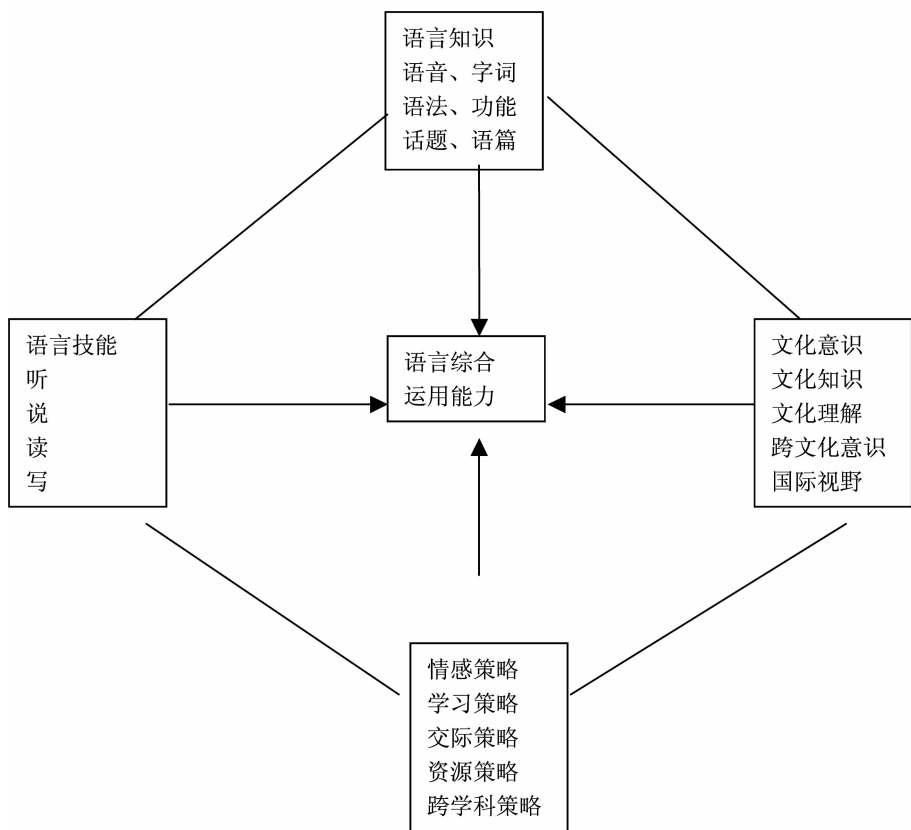 语言知识
语音、字词
语法、功能
话题、语篇
语言技能
听
说
读
写
语言综合
运用能力
文化意识
文化知识
文化理解
跨文化意识
国际视野
情感策略
学习策略
交际策略
资源策略
跨学科策略